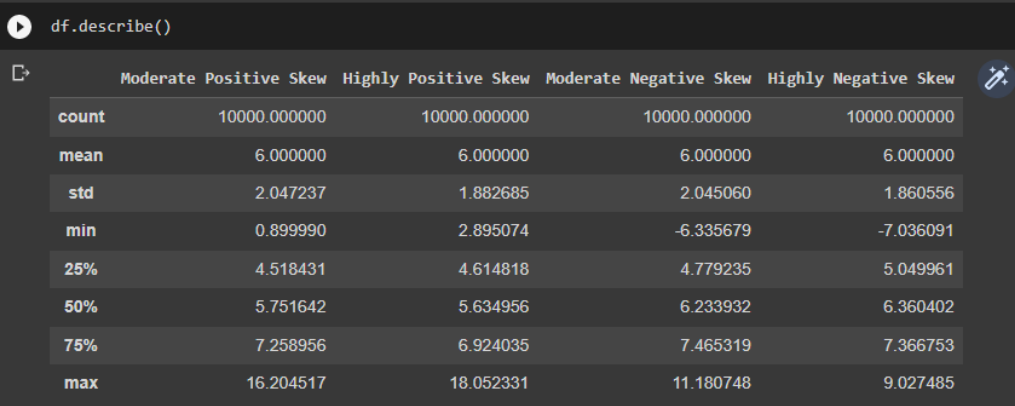 df.describe()
Moderate Positive Skew Highly Positive Skew Moderate Negative Skew Highly Negative Skew
count 10000.000000 10000.000000 10000.000000 10000.000000
mean 6.000000 6.000000 6.000000 6.000000
std 2.047237 1.882685 2.045060 1.860556
min 0.899990 2.895074 -6.335679 -7.036091
25% 4.518431 4.614818 4.779235 5.049961
50% 5.751642 5.634956 6.233932 6.360402
75% 7.258956 6.924035 7.465319 7.366753
max 16.204517 18.052331 11.180748 9.027485